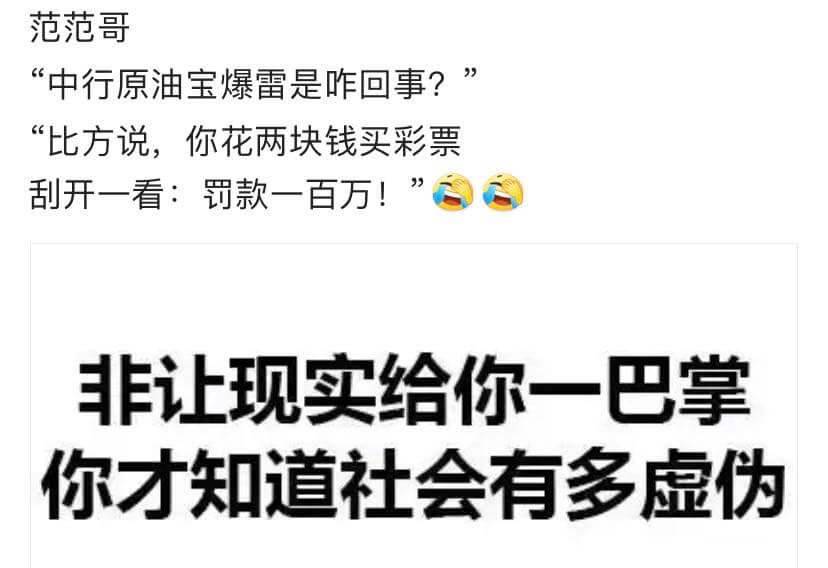 范范哥
“中行原油宝爆雷是咋回事？”
“比方说，你花两块钱买彩票
刮开一看：罚款一百万！”🤣🤣
非让现实给你一巴掌
你才知道社会有多虚伪